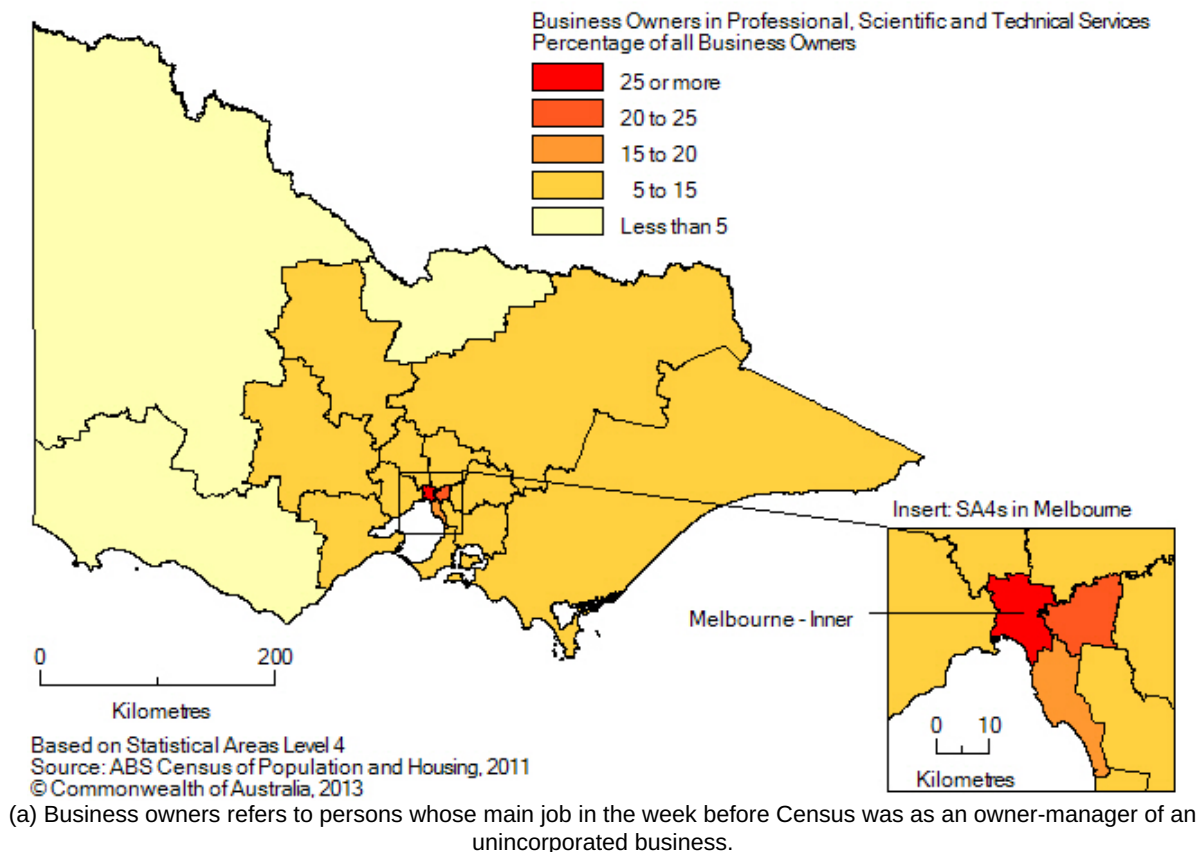 Business Owners in Professional, Scientific and Technical Services
Percentage of all Business Owners
25 or more
20 to 25
15 to 20
5 to 15
Less than 5
Insert: SA4s in Melbourne
Melbourne - Inner
0 200
Kilometres
0 10
Kilometres
Based on Statistical Areas Level 4
Source: ABS Census of Population and Housing, 2011
© Commonwealth of Australia, 2013
(a) Business owners refers to persons whose main job in the week before Census was as an owner-manager of an
unincorporated business.